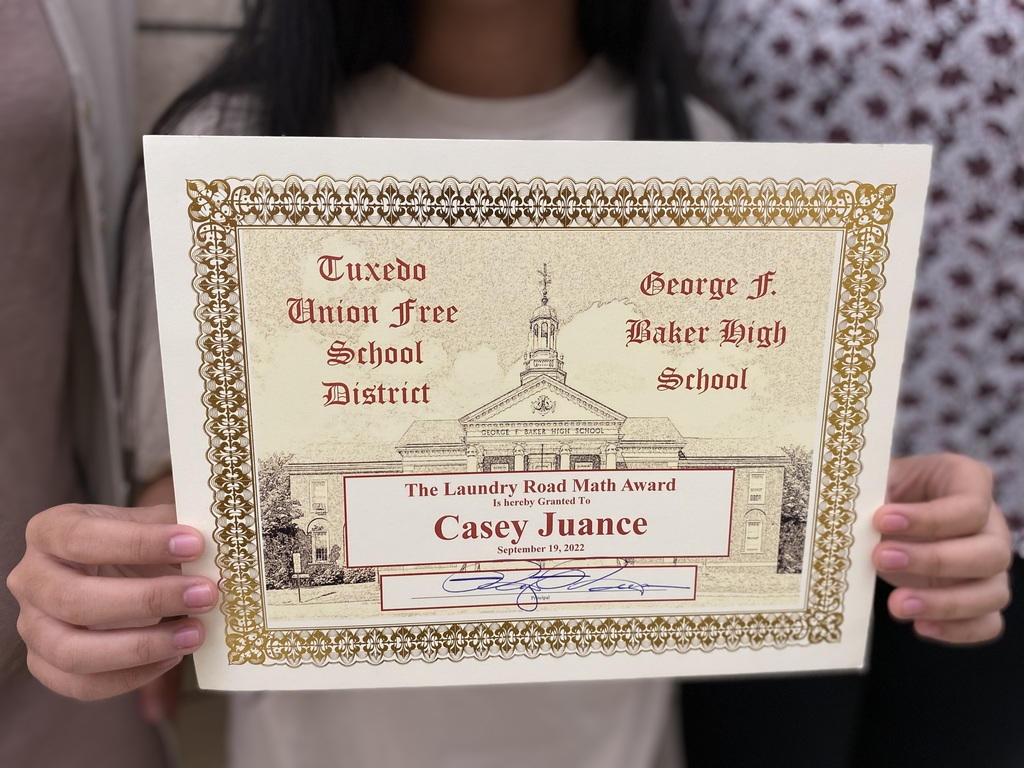 Tuxedo
Union Free
School
District
George F.
Baker High
School
GEORGE F. BAKER HIGH SCHOOL
The Laundry Road Math Award
Is hereby Granted To
Casey Juance
September 19, 2022
Principal